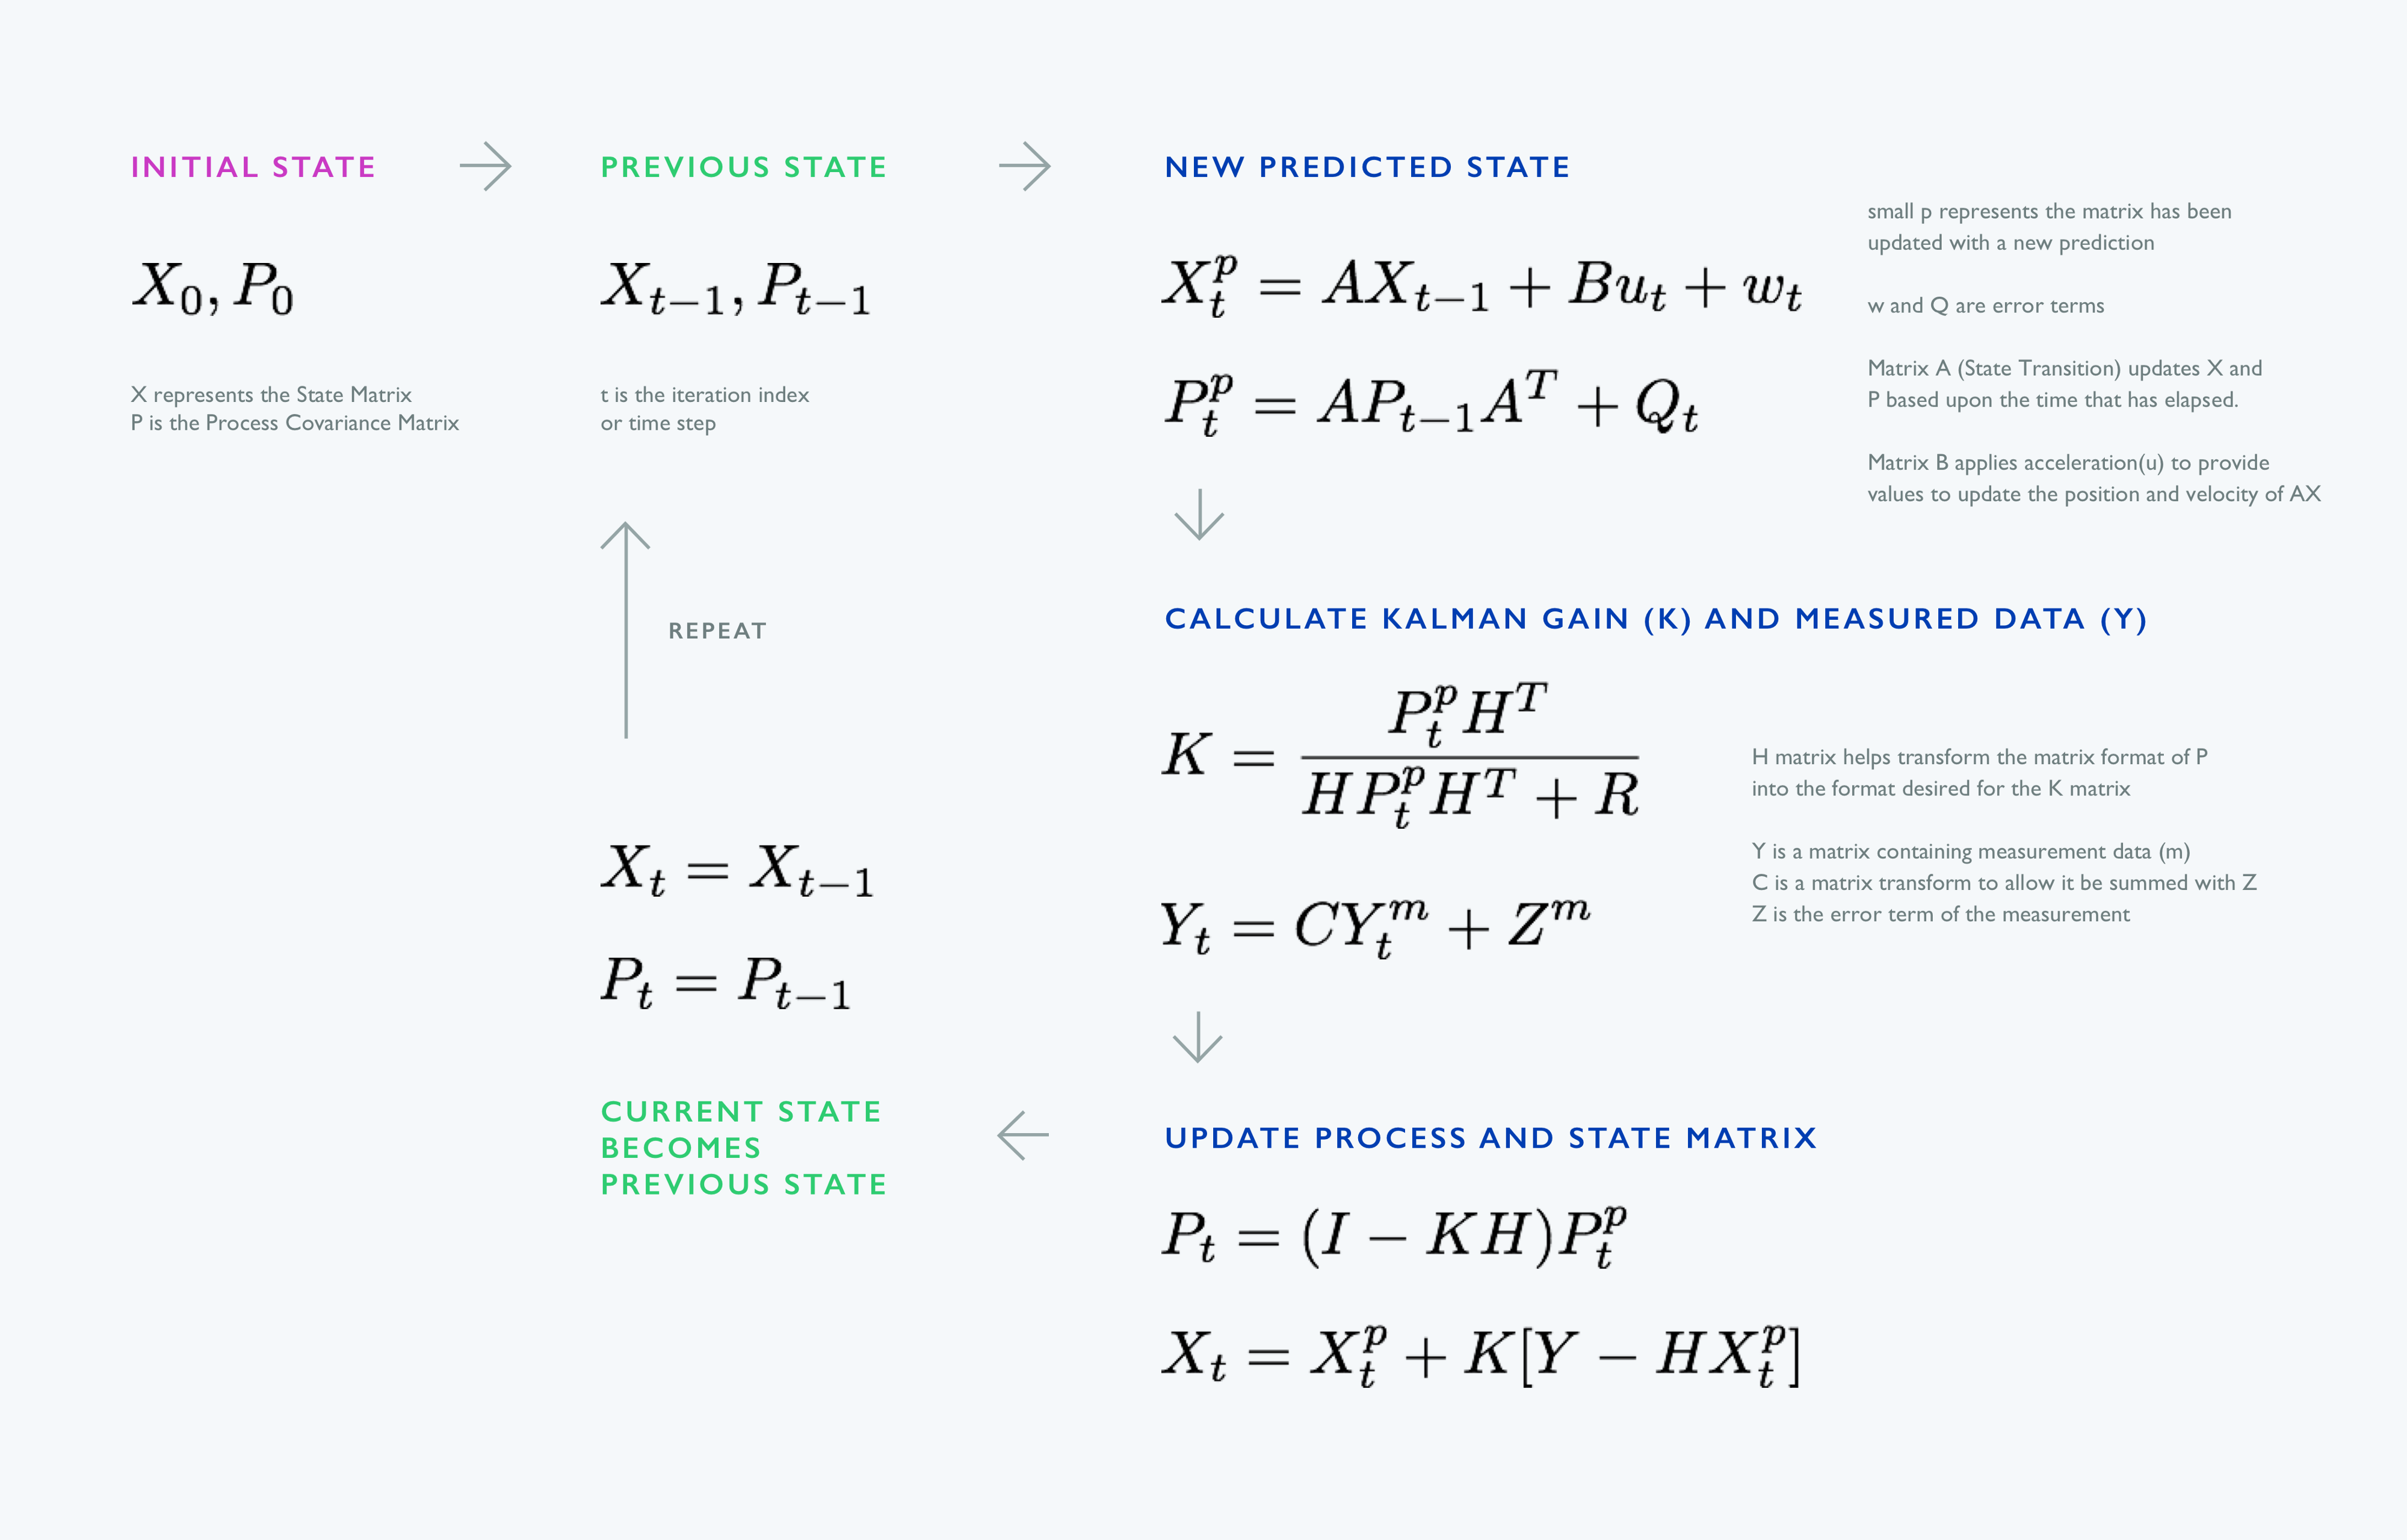 INITIAL STATE
X_0, P_0
X represents the State Matrix
P is the Process Covariance Matrix
PREVIOUS STATE
X_{t-1}, P_{t-1}
t is the iteration index
or time step
NEW PREDICTED STATE
X_t^p = AX_{t-1} + Bu_t + w_t
P_t^p = AP_{t-1}A^T + Q_t
small p represents the matrix has been
updated with a new prediction
w and Q are error terms
Matrix A (State Transition) updates X and
P based upon the time that has elapsed.
Matrix B applies acceleration(u) to provide
values to update the position and velocity of AX
CALCULATE KALMAN GAIN (K) AND MEASURED DATA (Y)
K = \frac{P_t^p H^T}{HP_t^p H^T + R}
Y_t = CY_t^m + Z^m
H matrix helps transform the matrix format of P
into the format desired for the K matrix
Y is a matrix containing measurement data (m)
C is a matrix transform to allow it be summed with Z
Z is the error term of the measurement
UPDATE PROCESS AND STATE MATRIX
P_t = (I - KH)P_t^p
X_t = X_t^p + K[Y - HX_t^p]
CURRENT STATE
BECOMES
PREVIOUS STATE
X_t = X_{t-1}
P_t = P_{t-1}
REPEAT